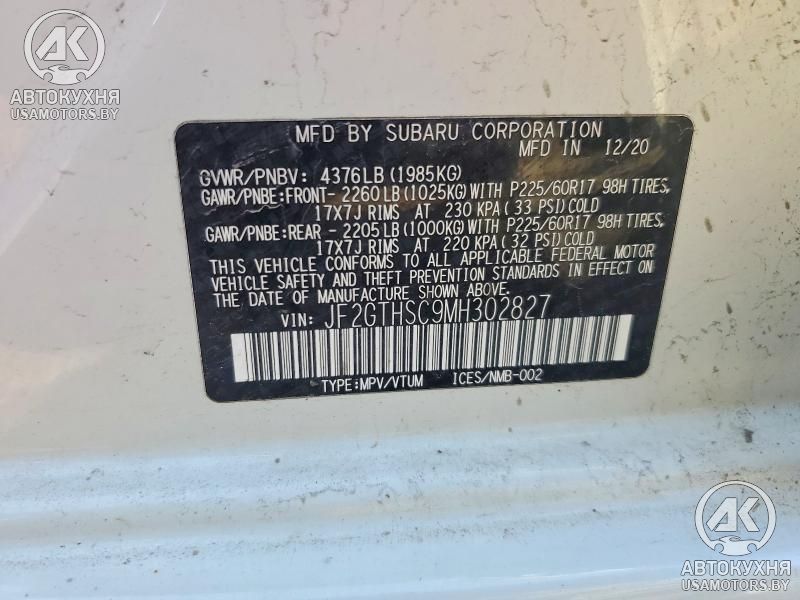 AK
АВТОКУХНЯ
USAMOTORS.BY
MFD BY SUBARU CORPORATION
MFD IN 12/20
GVWR/PNBV: 4376LB(1985KG)
GAWR/PNBE:FRONT-2260LB(1025KG)WITH P225/60R17 98H TIRES,
17X7J RIMS AT 230 KPA(33 PSI)COLD
GAWR/PNBE:REAR -2205LB(1000KG)WITH P225/60R17 98H TIRES,
17X7J RIMS AT 220 KPA(32 PSI)COLD
THIS VEHICLE CONFORMS TO ALL APPLICABLE FEDERAL MOTOR
VEHICLE SAFETY AND THEFT PREVENTION STANDARDS IN EFFECT ON
THE DATE OF MANUFACTURE SHOWN ABOVE.
VIN: JF2GTHSC9MH302827
TYPE:MPV/VTUM ICES/NMB-002
AK
АВТОКУХНЯ
USAMOTORS.BY